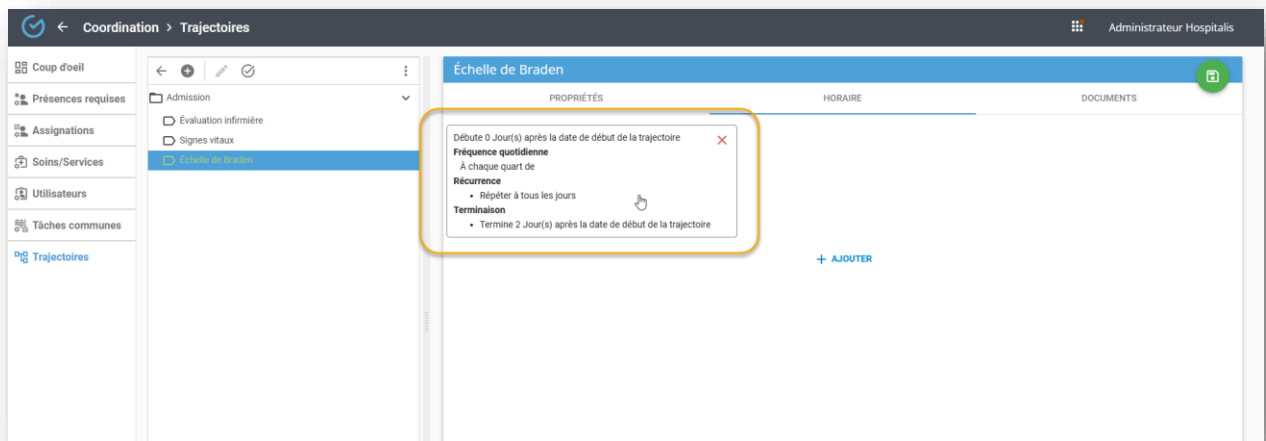 Coordination > Trajectoires
Administrateur Hospitalis
Coup d'oeil
Présences requises
Assignations
Soins/Services
Utilisateurs
Tâches communes
Trajectoires
Admission
Évaluation infirmière
Signes vitaux
Échelle de Braden
Échelle de Braden
PROPRIÉTÉS
HORAIRE
DOCUMENTS
Débute 0 Jour(s) après la date de début de la trajectoire
Fréquence quotidienne
À chaque quart de
Récurrence
• Répéter à tous les jours
Terminaison
• Termine 2 Jour(s) après la date de début de la trajectoire
+ AJOUTER